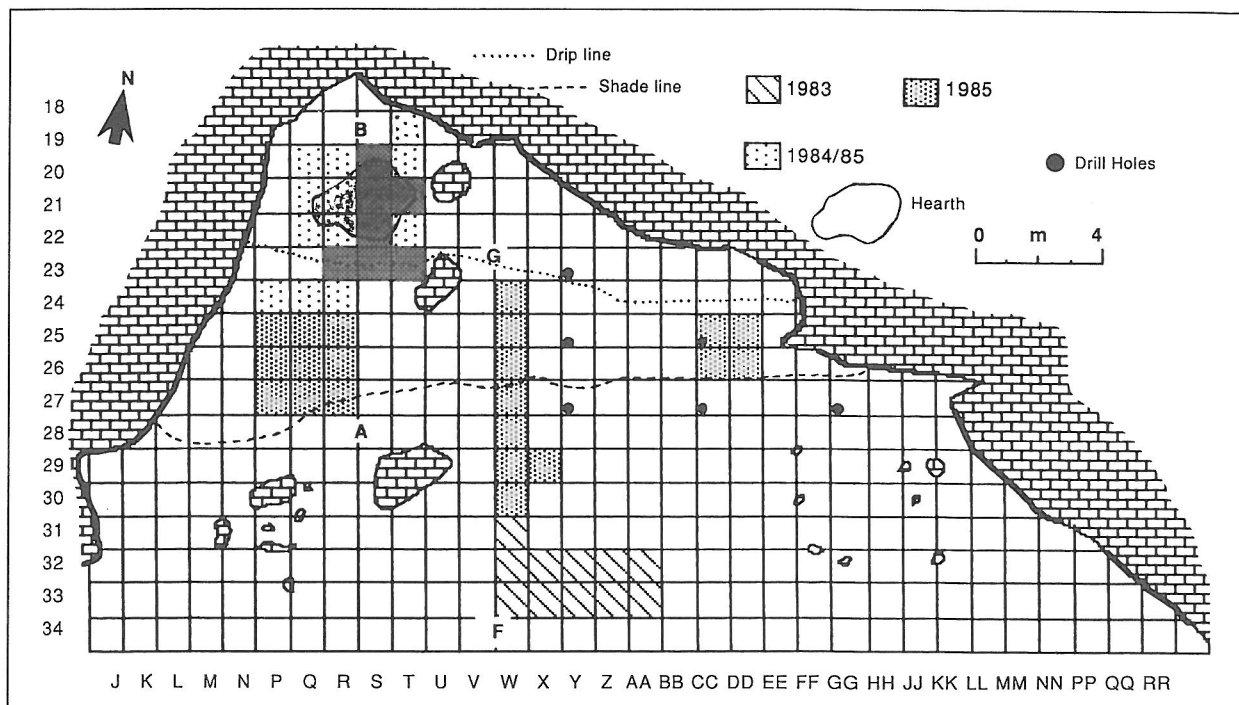 Drip line
Shade line
N
1983
1985
1984/85
Drill Holes
Hearth
0 m 4
18
19
20
21
22
23
24
25
26
27
28
29
30
31
32
33
34
B
G
A
F
J K L M N P Q R S T U V W X Y Z AA BB CC DD EE FF GG HH JJ KK LL MM NN PP QQ RR